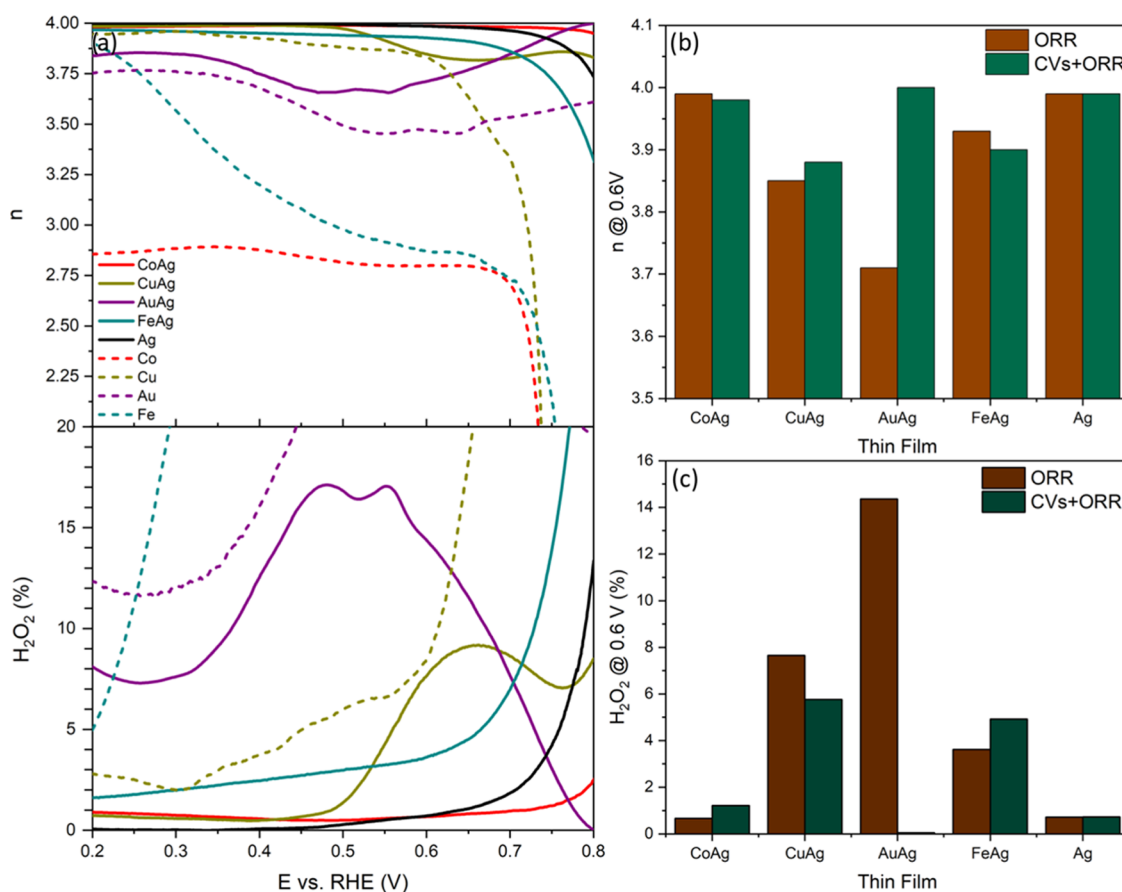 (a)
4.00
3.75
3.50
3.25
3.00
2.75
2.50
2.25
n
CoAg
CuAg
AuAg
FeAg
Ag
Co
Cu
Au
Fe
20
15
10
5
0
H₂O₂ (%)
0.2 0.3 0.4 0.5 0.6 0.7 0.8
E vs. RHE (V)
(b)
ORR
CVs+ORR
4.0
3.9
3.8
3.7
3.6
3.5
n @ 0.6V
CoAg CuAg AuAg FeAg Ag
Thin Film
(c)
ORR
CVs+ORR
16
14
12
10
8
6
4
2
0
H₂O₂ @ 0.6 V (%)
CoAg CuAg AuAg FeAg Ag
Thin Film